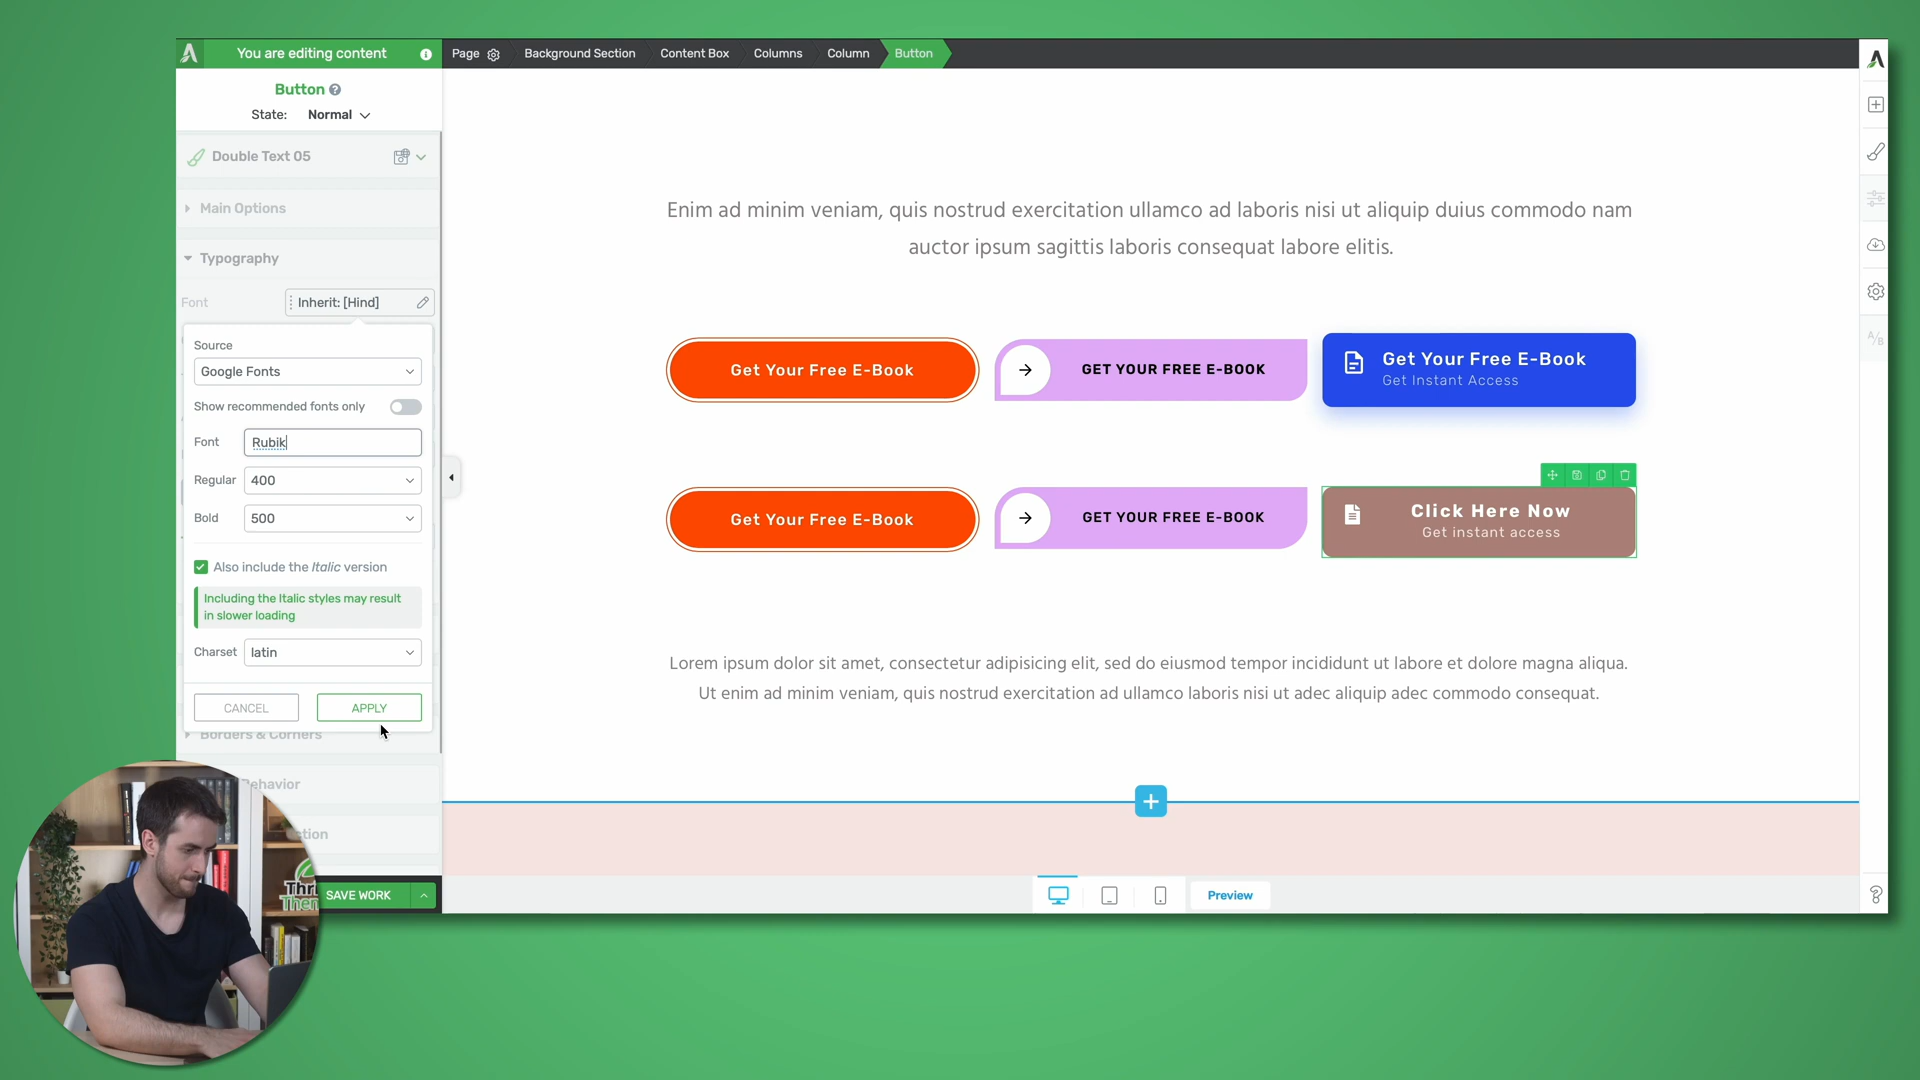 You are editing content
Page
Background Section
Content Box
Columns
Column
Button
Button
State: Normal
Double Text 05
Main Options
Typography
Font
Inherit: [Hind]
Source
Google Fonts
Show recommended fonts only
Font
Rubik
Regular
400
Bold
500
Also include the Italic version
Including the Italic styles may result
in slower loading
Charset
latin
CANCEL
APPLY
Borders & Corners
SAVE WORK
Enim ad minim veniam, quis nostrud exercitation ullamco ad laboris nisi ut aliquip duius commodo nam
auctor ipsum sagittis laboris consequat labore elitis.
Get Your Free E-Book
GET YOUR FREE E-BOOK
Get Your Free E-Book
Get Instant Access
Get Your Free E-Book
GET YOUR FREE E-BOOK
Click Here Now
Get instant access
Lorem ipsum dolor sit amet, consectetur adipisicing elit, sed do eiusmod tempor incididunt ut labore et dolore magna aliqua.
Ut enim ad minim veniam, quis nostrud exercitation ad ullamco laboris nisi ut adec aliquip adec commodo consequat.
Preview
A/B